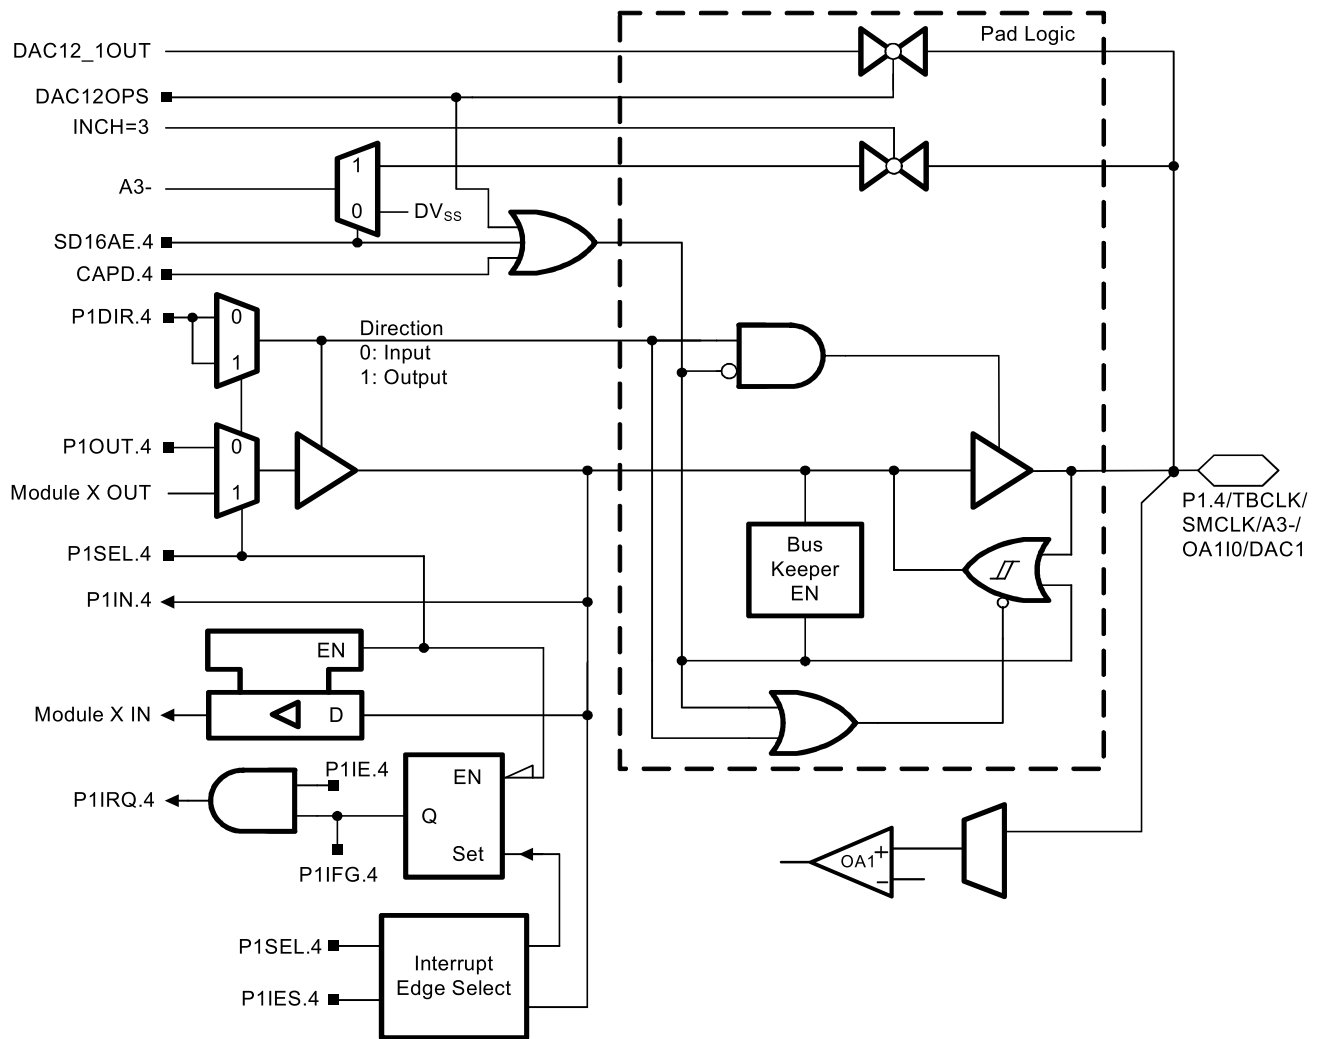 Pad Logic
DAC12_1OUT
DAC12OPS
INCH=3
1
A3-
0
DVSS
SD16AE.4
CAPD.4
P1DIR.4
0
1
Direction
0: Input
1: Output
P1OUT.4
0
Module X OUT
1
P1.4/TBCLK/
SMCLK/A3-/
OA1I0/DAC1
P1SEL.4
Bus
Keeper
EN
P1IN.4
EN
Module X IN
D
P1IE.4
EN
P1IRQ.4
Q
Set
P1IFG.4
OA1
+
−
P1SEL.4
Interrupt
Edge Select
P1IES.4